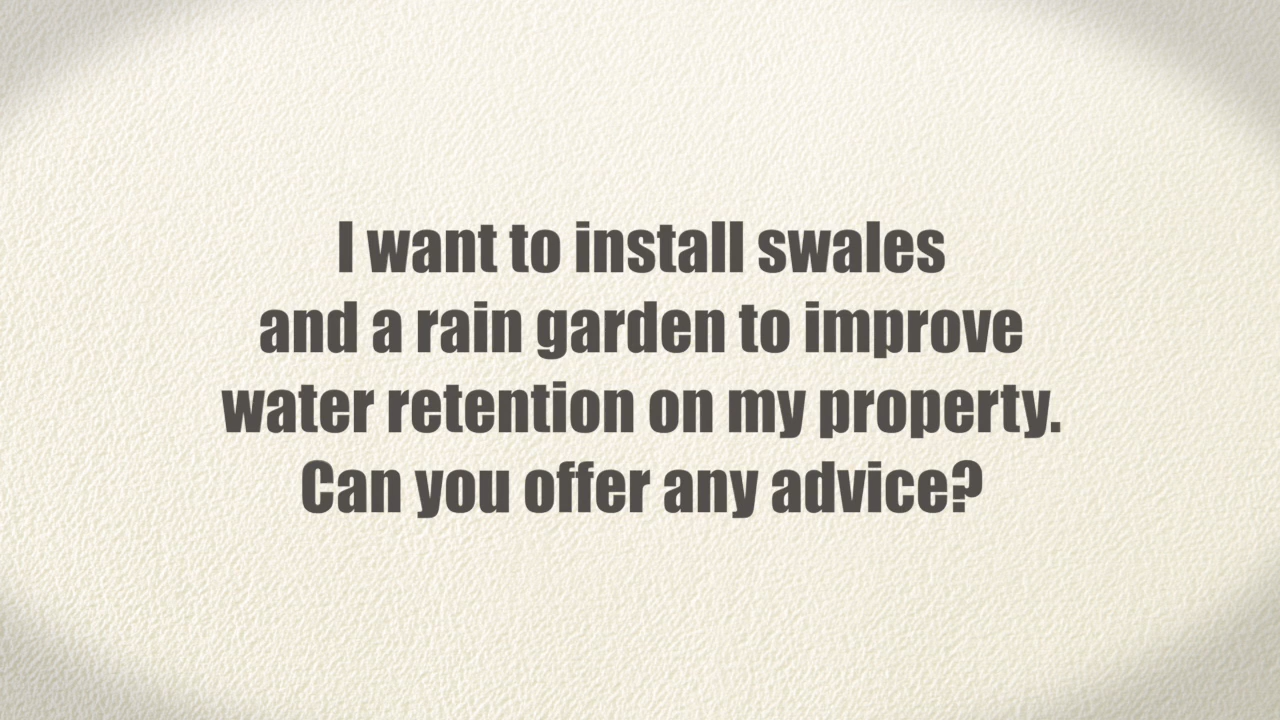 I want to install swales
and a rain garden to improve
water retention on my property.
Can you offer any advice?